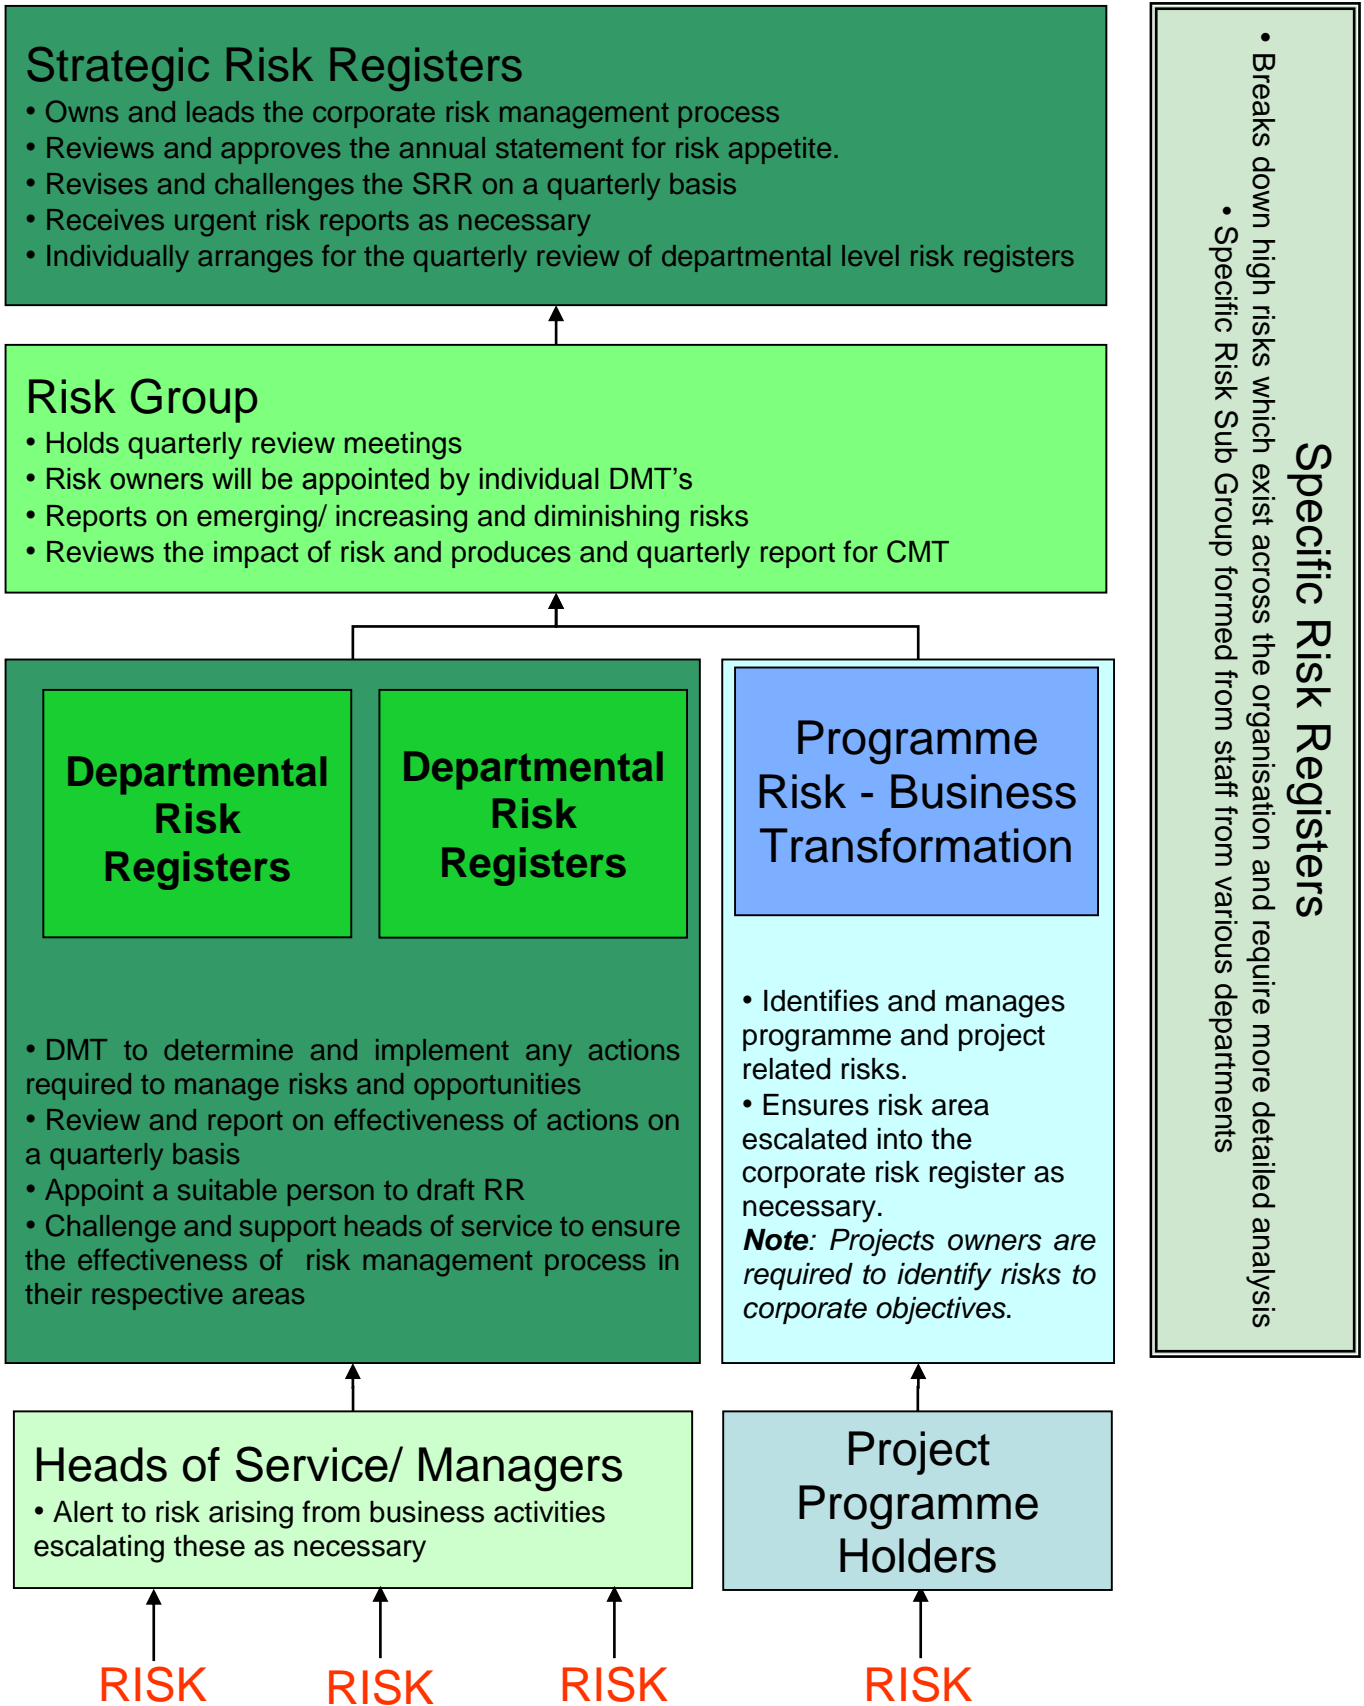 Strategic Risk Registers
• Owns and leads the corporate risk management process
• Reviews and approves the annual statement for risk appetite.
• Revises and challenges the SRR on a quarterly basis
• Receives urgent risk reports as necessary
• Individually arranges for the quarterly review of departmental level risk registers
Risk Group
• Holds quarterly review meetings
• Risk owners will be appointed by individual DMT's
• Reports on emerging/ increasing and diminishing risks
• Reviews the impact of risk and produces and quarterly report for CMT
Departmental
Risk
Registers
Departmental
Risk
Registers
• DMT to determine and implement any actions
required to manage risks and opportunities
• Review and report on effectiveness of actions on
a quarterly basis
• Appoint a suitable person to draft RR
• Challenge and support heads of service to ensure
the effectiveness of risk management process in
their respective areas
Programme
Risk - Business
Transformation
• Identifies and manages
programme and project
related risks.
• Ensures risk area
escalated into the
corporate risk register as
necessary.
Note: Projects owners are
required to identify risks to
corporate objectives.
Heads of Service/ Managers
• Alert to risk arising from business activities
escalating these as necessary
Project
Programme
Holders
RISK
RISK
RISK
RISK
Specific Risk Registers
• Breaks down high risks which exist across the organisation and require more detailed analysis
• Specific Risk Sub Group formed from staff from various departments